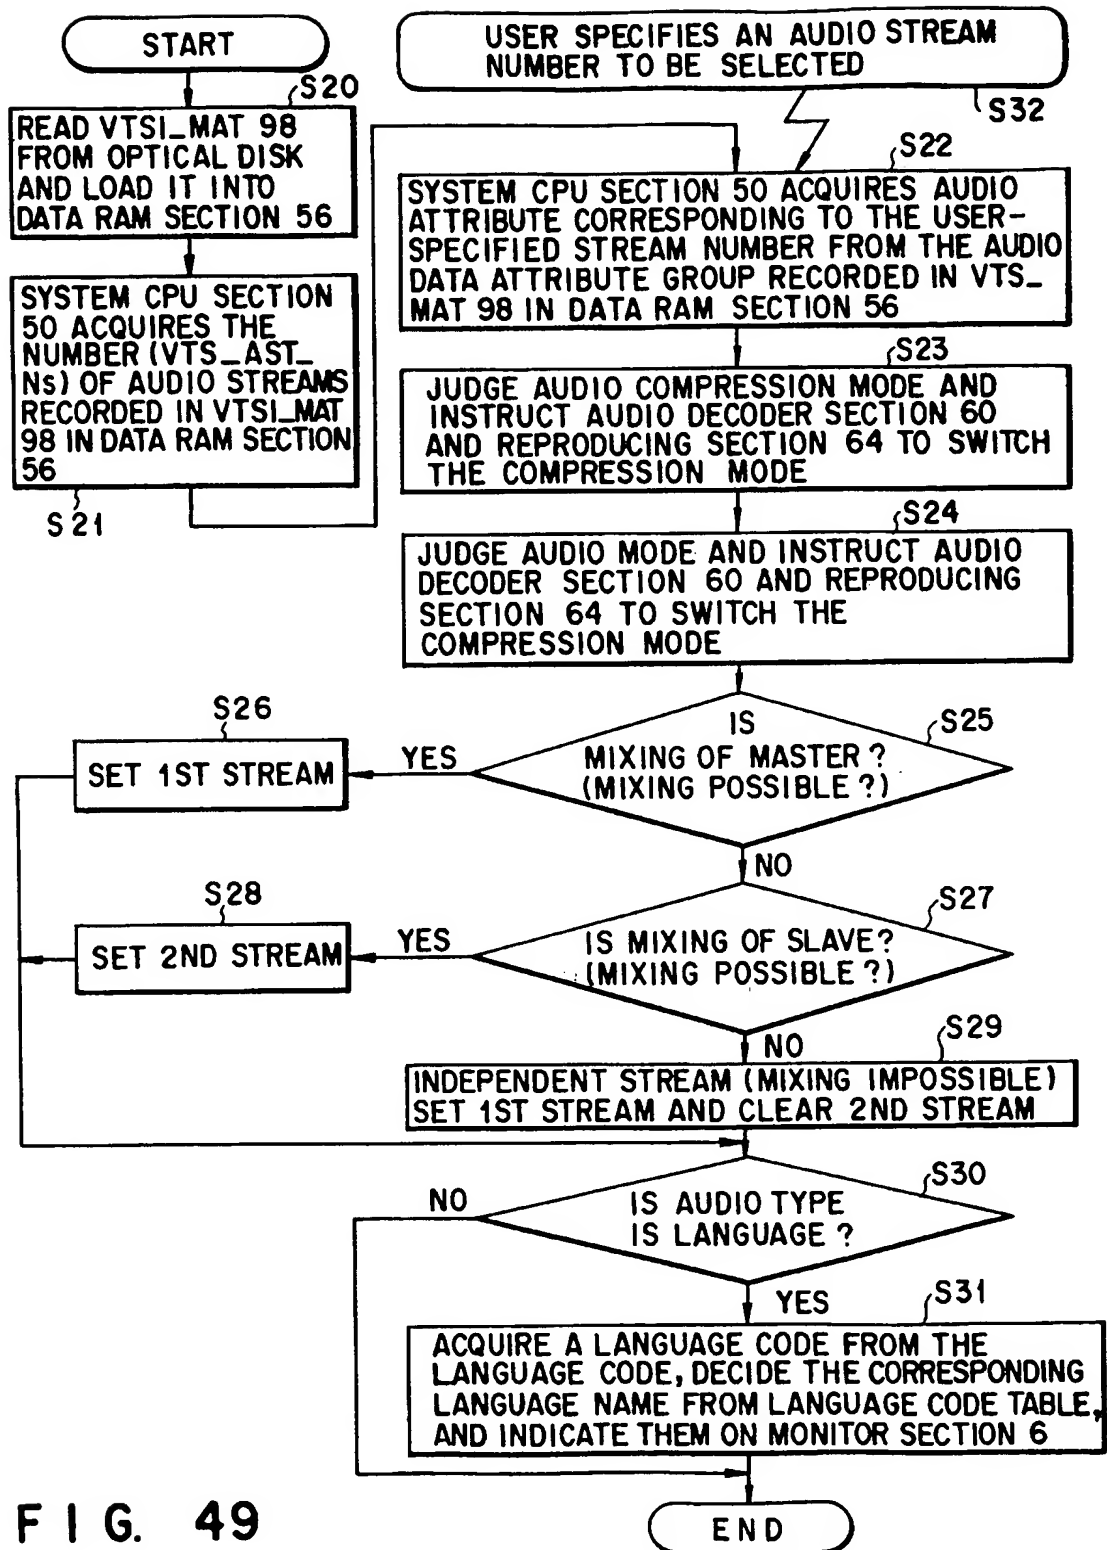 START
S20
READ VTSI_MAT 98
FROM OPTICAL DISK
AND LOAD IT INTO
DATA RAM SECTION 56
SYSTEM CPU SECTION
50 ACQUIRES THE
NUMBER (VTS_AST_
Ns) OF AUDIO STREAMS
RECORDED IN VTSI_MAT
98 IN DATA RAM SECTION
56
S21
USER SPECIFIES AN AUDIO STREAM
NUMBER TO BE SELECTED
S32
S22
SYSTEM CPU SECTION 50 ACQUIRES AUDIO
ATTRIBUTE CORRESPONDING TO THE USER-
SPECIFIED STREAM NUMBER FROM THE AUDIO
DATA ATTRIBUTE GROUP RECORDED IN VTS_
MAT 98 IN DATA RAM SECTION 56
S23
JUDGE AUDIO COMPRESSION MODE AND
INSTRUCT AUDIO DECODER SECTION 60
AND REPRODUCING SECTION 64 TO SWITCH
THE COMPRESSION MODE
S24
JUDGE AUDIO MODE AND INSTRUCT AUDIO
DECODER SECTION 60 AND REPRODUCING
SECTION 64 TO SWITCH THE
COMPRESSION MODE
S25
IS
MIXING OF MASTER?
(MIXING POSSIBLE?)
YES
S26
SET 1ST STREAM
NO
S27
IS MIXING OF SLAVE?
(MIXING POSSIBLE?)
YES
S28
SET 2ND STREAM
NO
S29
INDEPENDENT STREAM (MIXING IMPOSSIBLE)
SET 1ST STREAM AND CLEAR 2ND STREAM
S30
IS AUDIO TYPE
IS LANGUAGE?
NO
YES
S31
ACQUIRE A LANGUAGE CODE FROM THE
LANGUAGE CODE, DECIDE THE CORRESPONDING
LANGUAGE NAME FROM LANGUAGE CODE TABLE,
AND INDICATE THEM ON MONITOR SECTION 6
END
FIG. 49